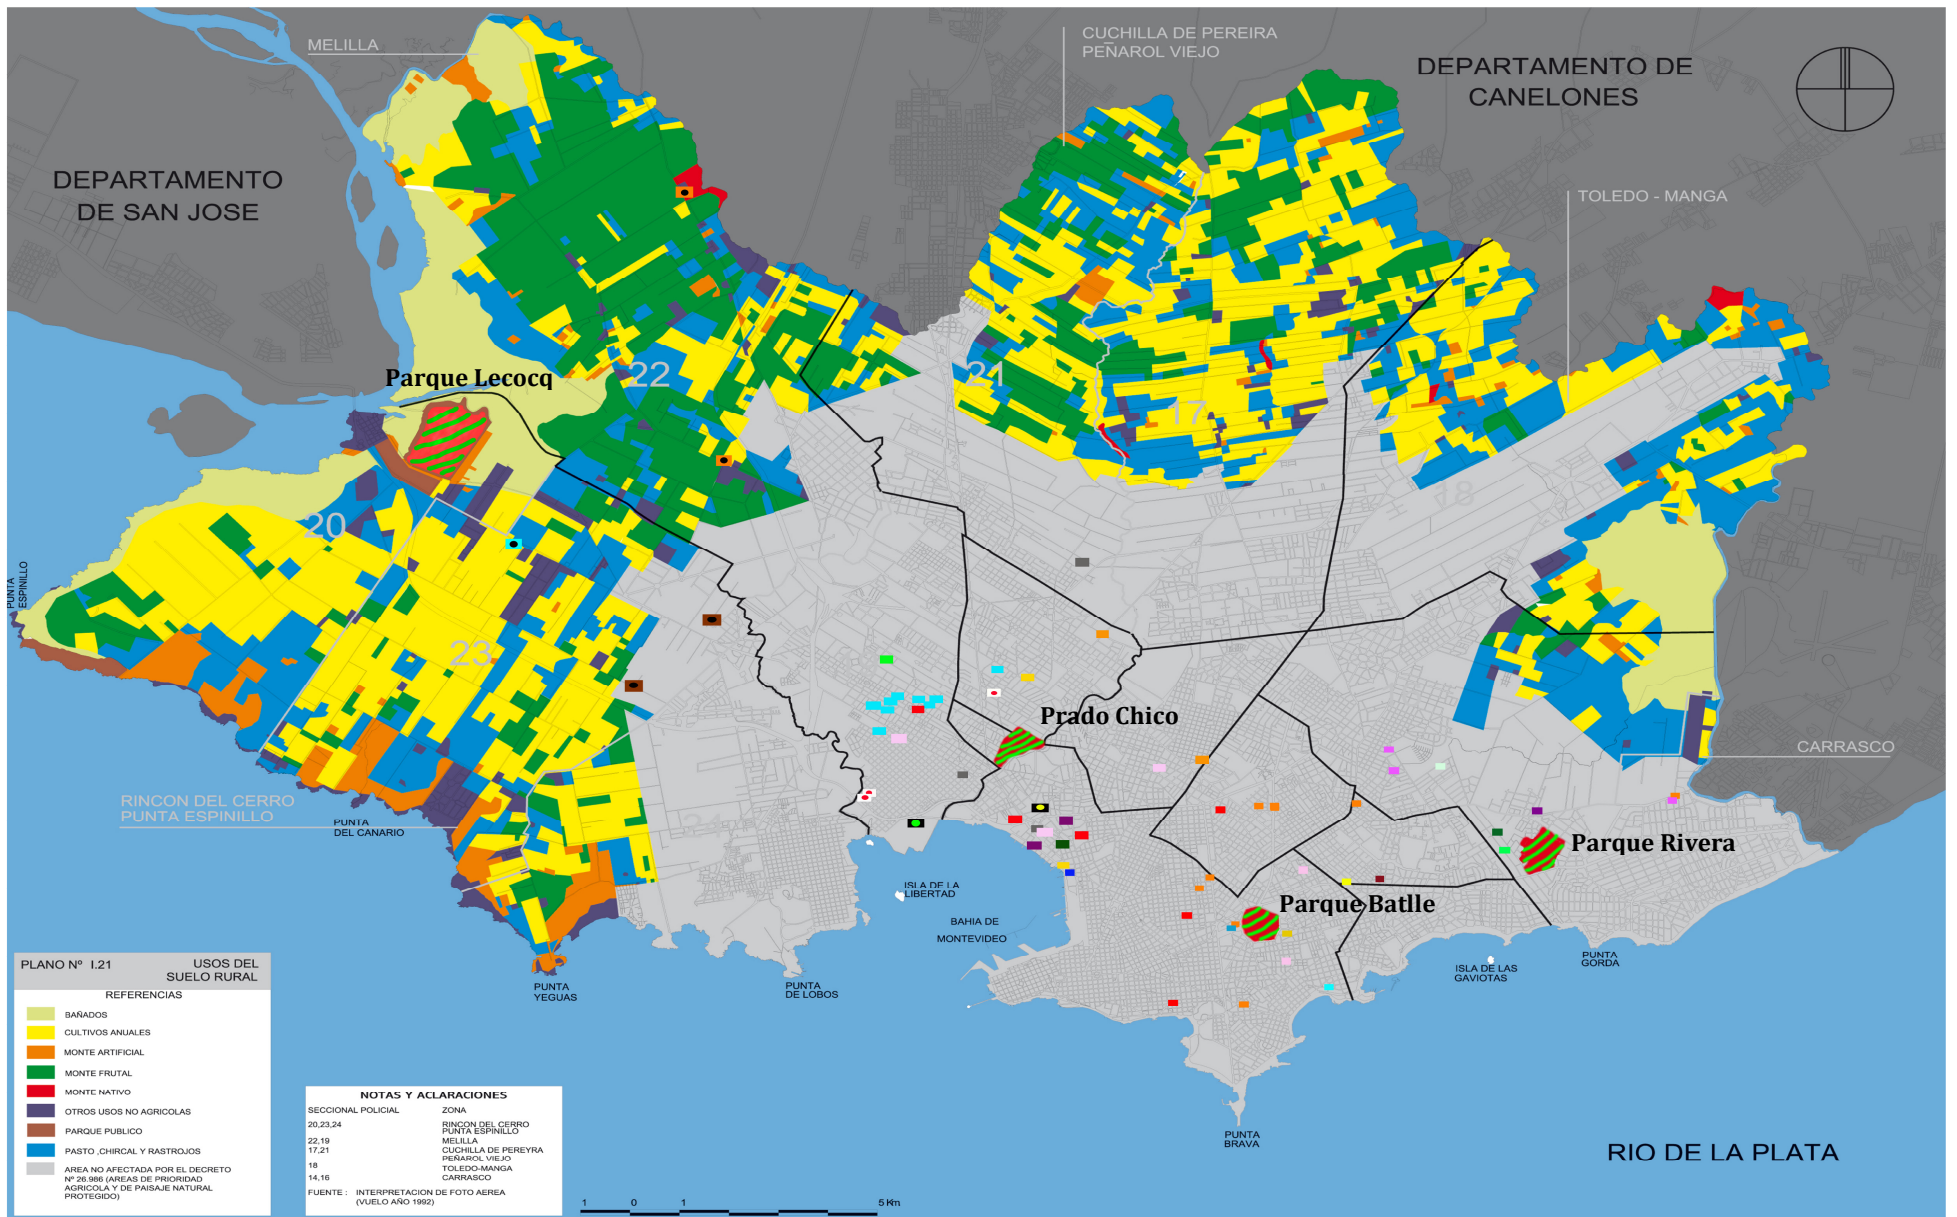 MELILLA
CUCHILLA DE PEREIRA
PEÑAROL VIEJO
DEPARTAMENTO DE
CANELONES
DEPARTAMENTO
DE SAN JOSE
TOLEDO - MANGA
Parque Lecocq
22
21
17
18
20
23
PUNTA
ESPINILLO
Prado Chico
CARRASCO
RINCON DEL CERRO
PUNTA ESPINILLO
PUNTA
DEL CANARIO
24
Parque Rivera
Parque Batlle
ISLA DE LA
LIBERTAD
BAHIA DE
MONTEVIDEO
PUNTA
YEGUAS
PUNTA
DE LOBOS
ISLA DE LAS
GAVIOTAS
PUNTA
GORDA
PUNTA
BRAVA
RIO DE LA PLATA
PLANO Nº I.21 USOS DEL
SUELO RURAL
REFERENCIAS
BAÑADOS
CULTIVOS ANUALES
MONTE ARTIFICIAL
MONTE FRUTAL
MONTE NATIVO
OTROS USOS NO AGRICOLAS
PARQUE PUBLICO
PASTO ,CHIRCAL Y RASTROJOS
AREA NO AFECTADA POR EL DECRETO
Nº 26.986 (AREAS DE PRIORIDAD
AGRICOLA Y DE PAISAJE NATURAL
PROTEGIDO)
NOTAS Y ACLARACIONES
SECCIONAL POLICIAL ZONA
20,23,24 RINCON DEL CERRO
PUNTA ESPINILLO
22,19 MELILLA
17,21 CUCHILLA DE PEREYRA
PEÑAROL VIEJO
18 TOLEDO-MANGA
14,16 CARRASCO
FUENTE : INTERPRETACION DE FOTO AEREA
(VUELO AÑO 1992)
1 0 1 5 Km